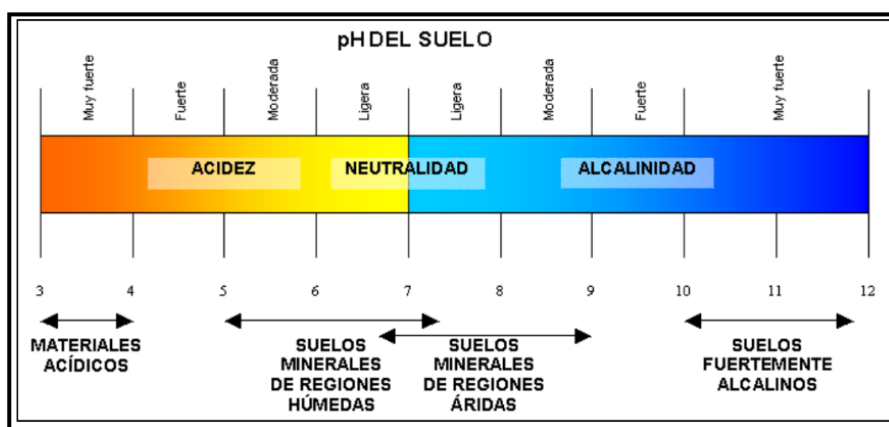 pH DEL SUELO
Muy fuerte
Fuerte
Moderada
Ligera
Ligera
Moderada
Fuerte
Muy fuerte
ACIDEZ
NEUTRALIDAD
ALCALINIDAD
3 4 5 6 7 8 9 10 11 12
MATERIALES
ACÍDICOS
SUELOS
MINERALES
DE REGIONES
HÚMEDAS
SUELOS
MINERALES
DE REGIONES
ÁRIDAS
SUELOS
FUERTEMENTE
ALCALINOS